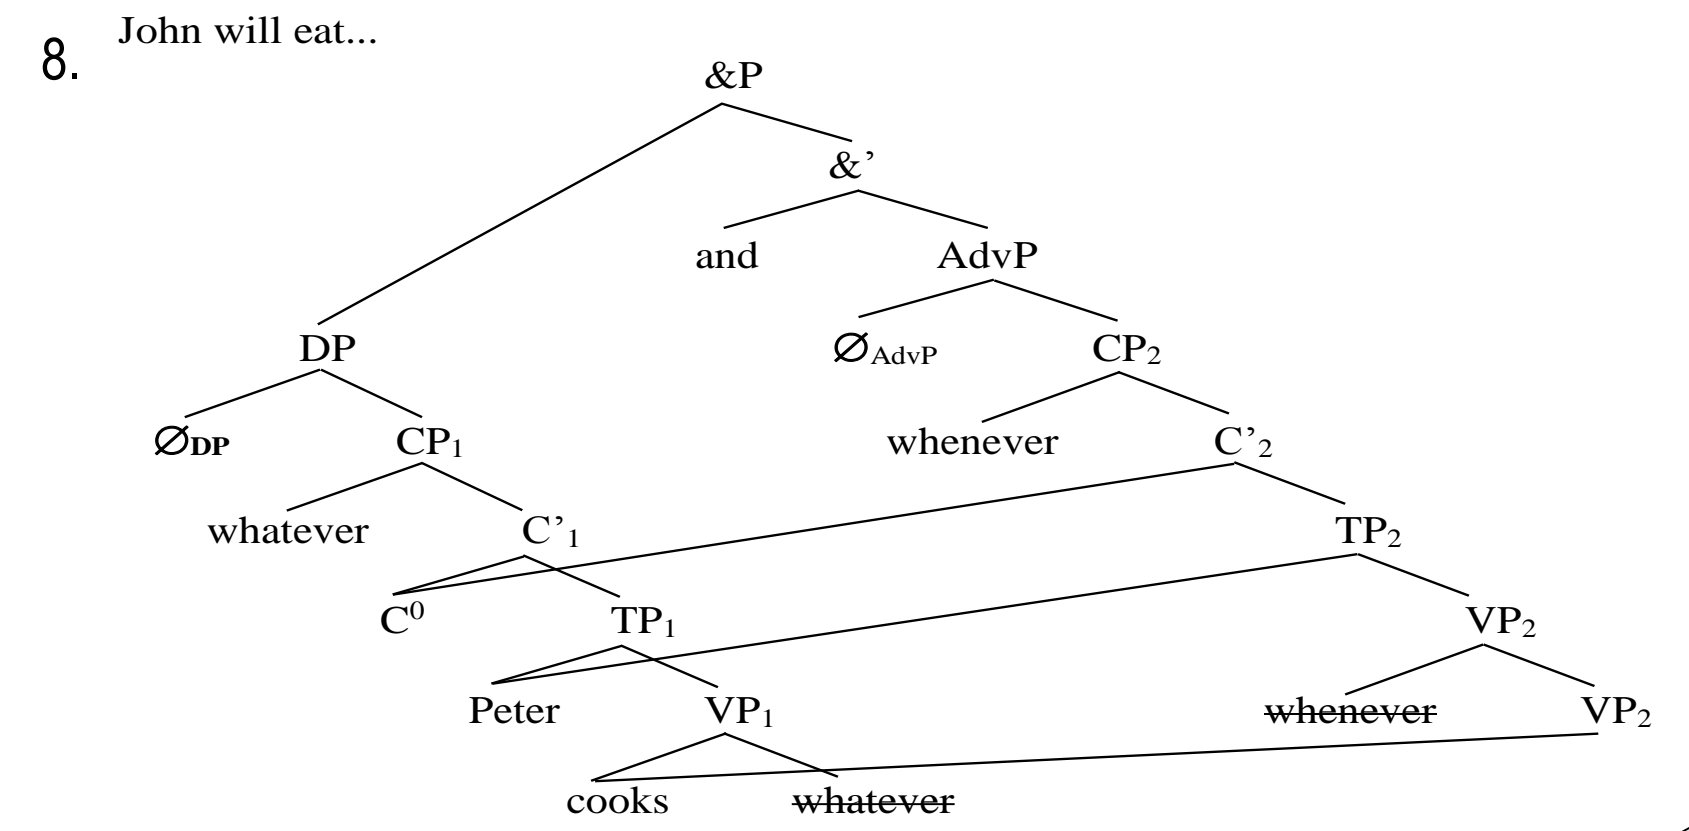 John will eat...
8.
&P
&’
and AdvP
DP ∅AdvP CP₂
∅DP CP₁ whenever C’₂
whatever C’₁ TP₂
C⁰ TP₁ VP₂
Peter VP₁ whenever VP₂
cooks whatever